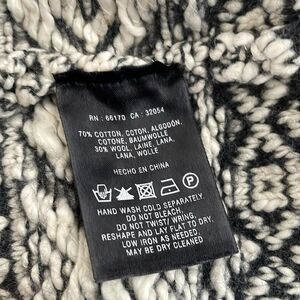 RN : 66170 CA : 32054
70% COTTON, COTON, ALGODON,
COTONE, BAUMWOLLE
30% WOOL, LAINE, LANA,
LANA, WOLLE
HECHO EN CHINA
HAND WASH COLD SEPARATELY.
DO NOT BLEACH.
DO NOT TWIST/ WRING.
RESHAPE AND LAY FLAT TO DRY.
LOW IRON AS NEEDED.
MAY BE DRY CLEANED